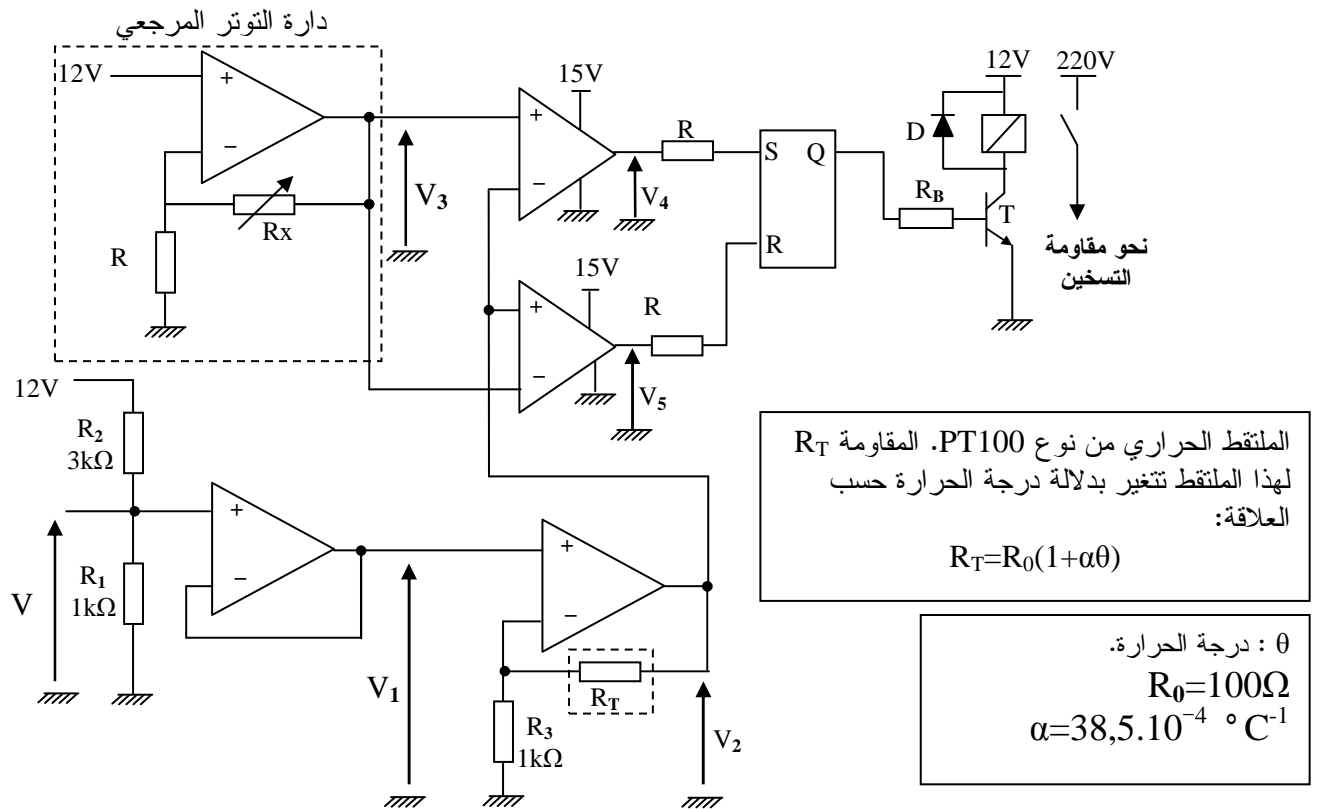 دارة التوتر المرجعي
12V
+
−
Rx
R
V3
15V
+
−
V4
R
S Q
R
RB
T
D
12V 220V
نحو مقاومة
التسخين
15V
+
−
V5
R
12V
R2
3kΩ
R1
1kΩ
V
+
−
V1
+
−
RT
R3
1kΩ
V2
الملتقط الحراري من نوع PT100. المقاومة RT
لهذا الملتقط تتغير بدلالة درجة الحرارة حسب
العلاقة:
RT=R0(1+αθ)
θ : درجة الحرارة.
R0=100Ω
α=38,5.10⁻⁴ °C⁻¹